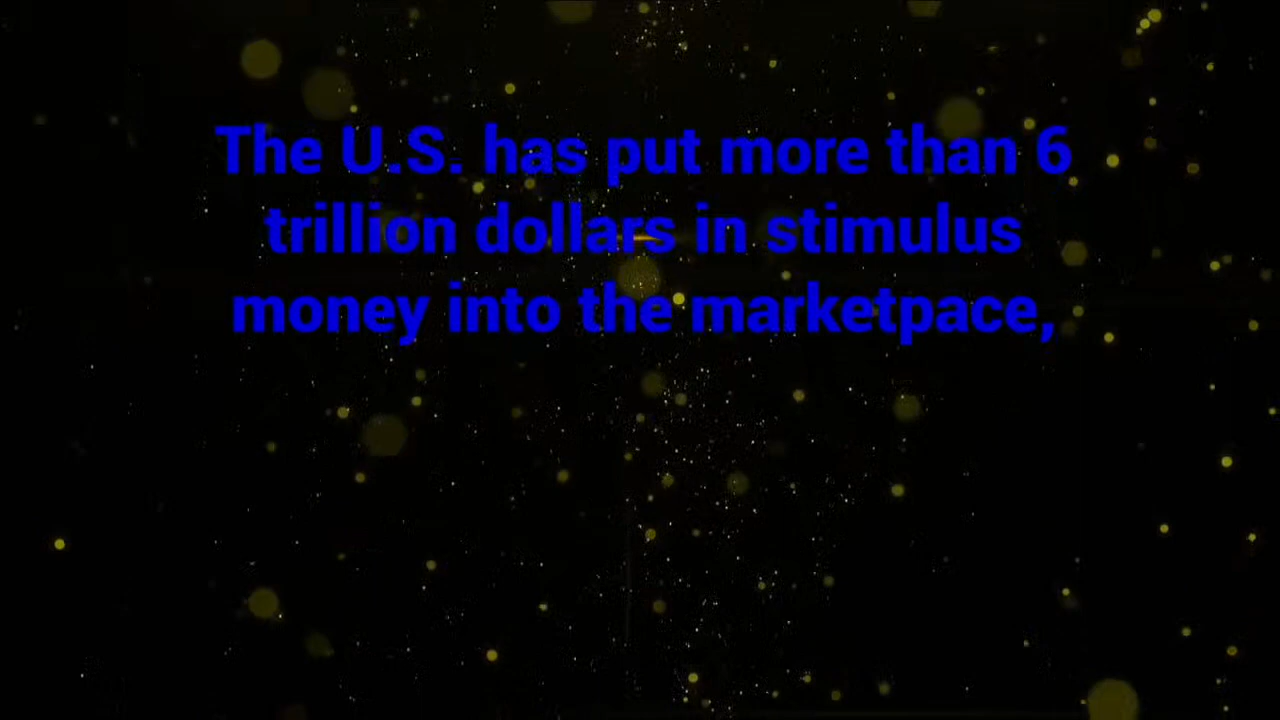 The U.S. has put more than 6
trillion dollars in stimulus
money into the marketpace,